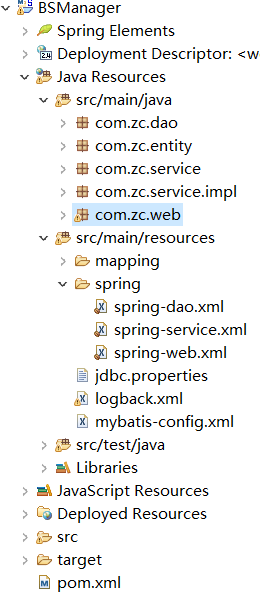 BSManager
Spring Elements
Deployment Descriptor: <w
Java Resources
src/main/java
com.zc.dao
com.zc.entity
com.zc.service
com.zc.service.impl
com.zc.web
src/main/resources
mapping
spring
spring-dao.xml
spring-service.xml
spring-web.xml
jdbc.properties
logback.xml
mybatis-config.xml
src/test/java
Libraries
JavaScript Resources
Deployed Resources
src
target
pom.xml